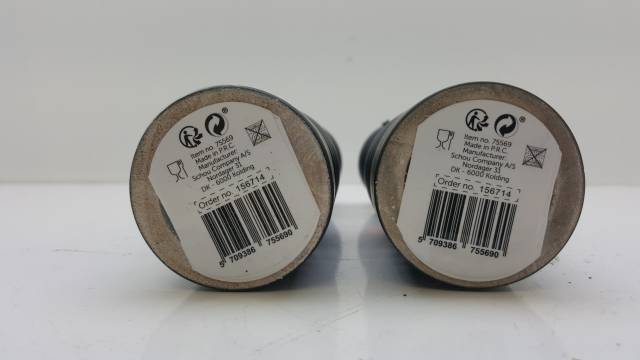 Item no. 75569
Made in P.R.C.
Manufacturer:
Schou Company A/S
Nordager 31
DK - 6000 Kolding
Order no. 156714
5 709386 755690
Item no. 75569
Made in P.R.C.
Manufacturer:
Schou Company A/S
Nordager 31
DK - 6000 Kolding
Order no. 156714
5 709386 755690